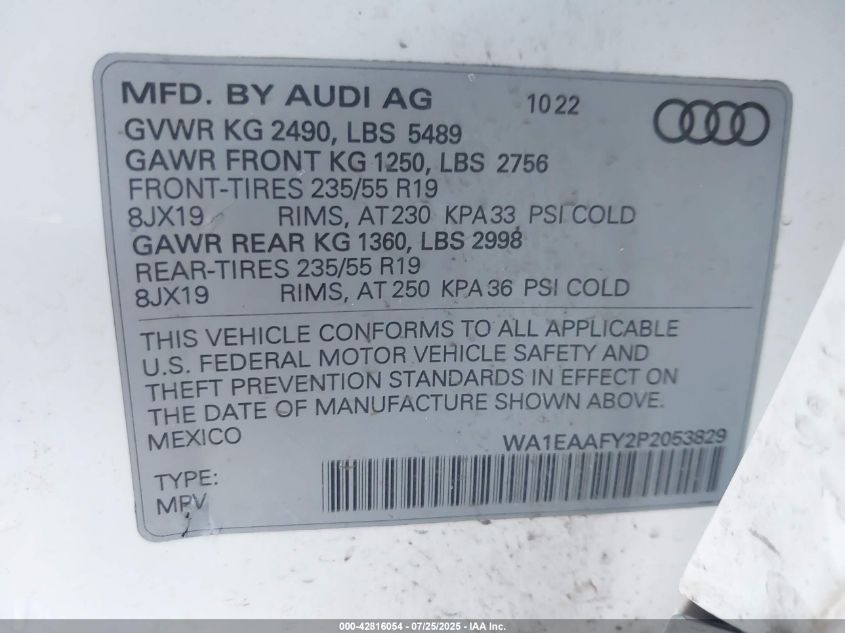 MFD. BY AUDI AG 1022
GVWR KG 2490, LBS 5489
GAWR FRONT KG 1250, LBS 2756
FRONT-TIRES 235/55 R19
8JX19 RIMS, AT 230 KPA 33 PSI COLD
GAWR REAR KG 1360, LBS 2998
REAR-TIRES 235/55 R19
8JX19 RIMS, AT 250 KPA 36 PSI COLD
THIS VEHICLE CONFORMS TO ALL APPLICABLE
U.S. FEDERAL MOTOR VEHICLE SAFETY AND
THEFT PREVENTION STANDARDS IN EFFECT ON
THE DATE OF MANUFACTURE SHOWN ABOVE.
MEXICO WA1EAAFY2P2053829
TYPE:
MPV
000-42816054 - 07/25/2025 - IAA Inc.